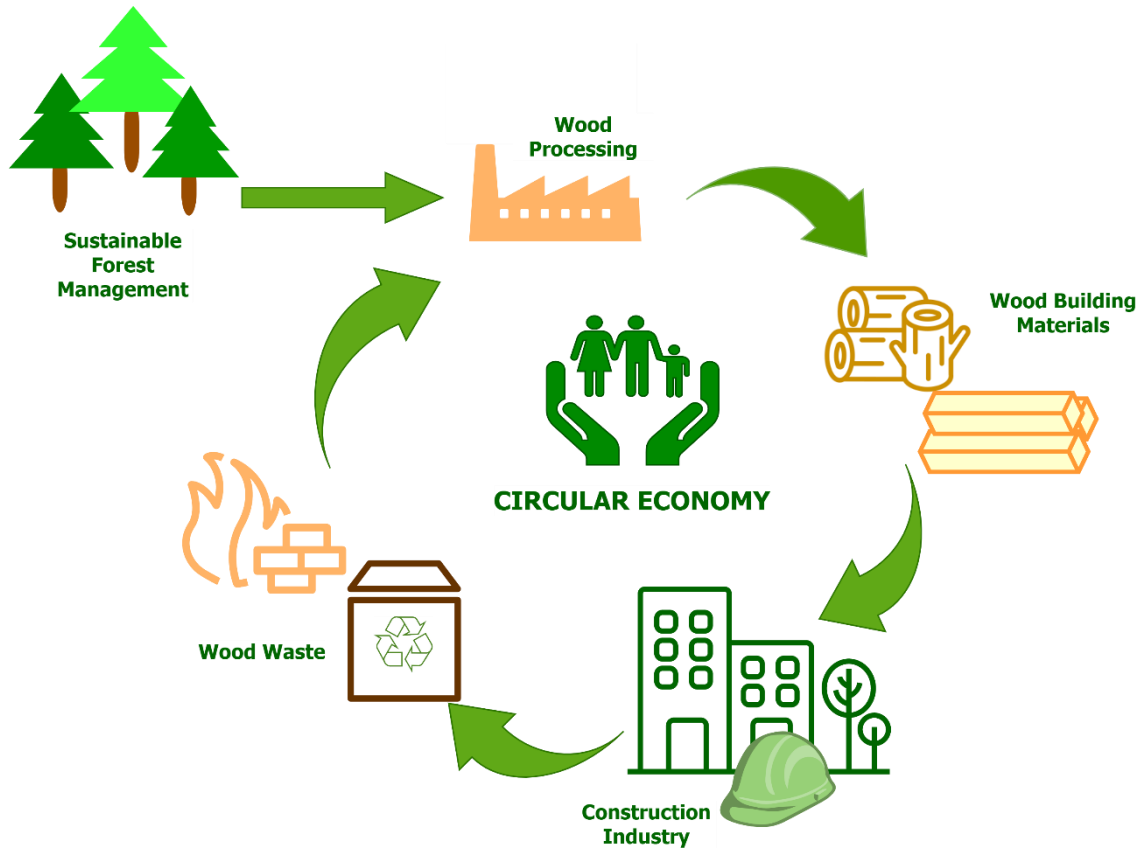 Wood
Processing
Sustainable
Forest
Management
Wood Building
Materials
CIRCULAR ECONOMY
Wood Waste
Construction
Industry